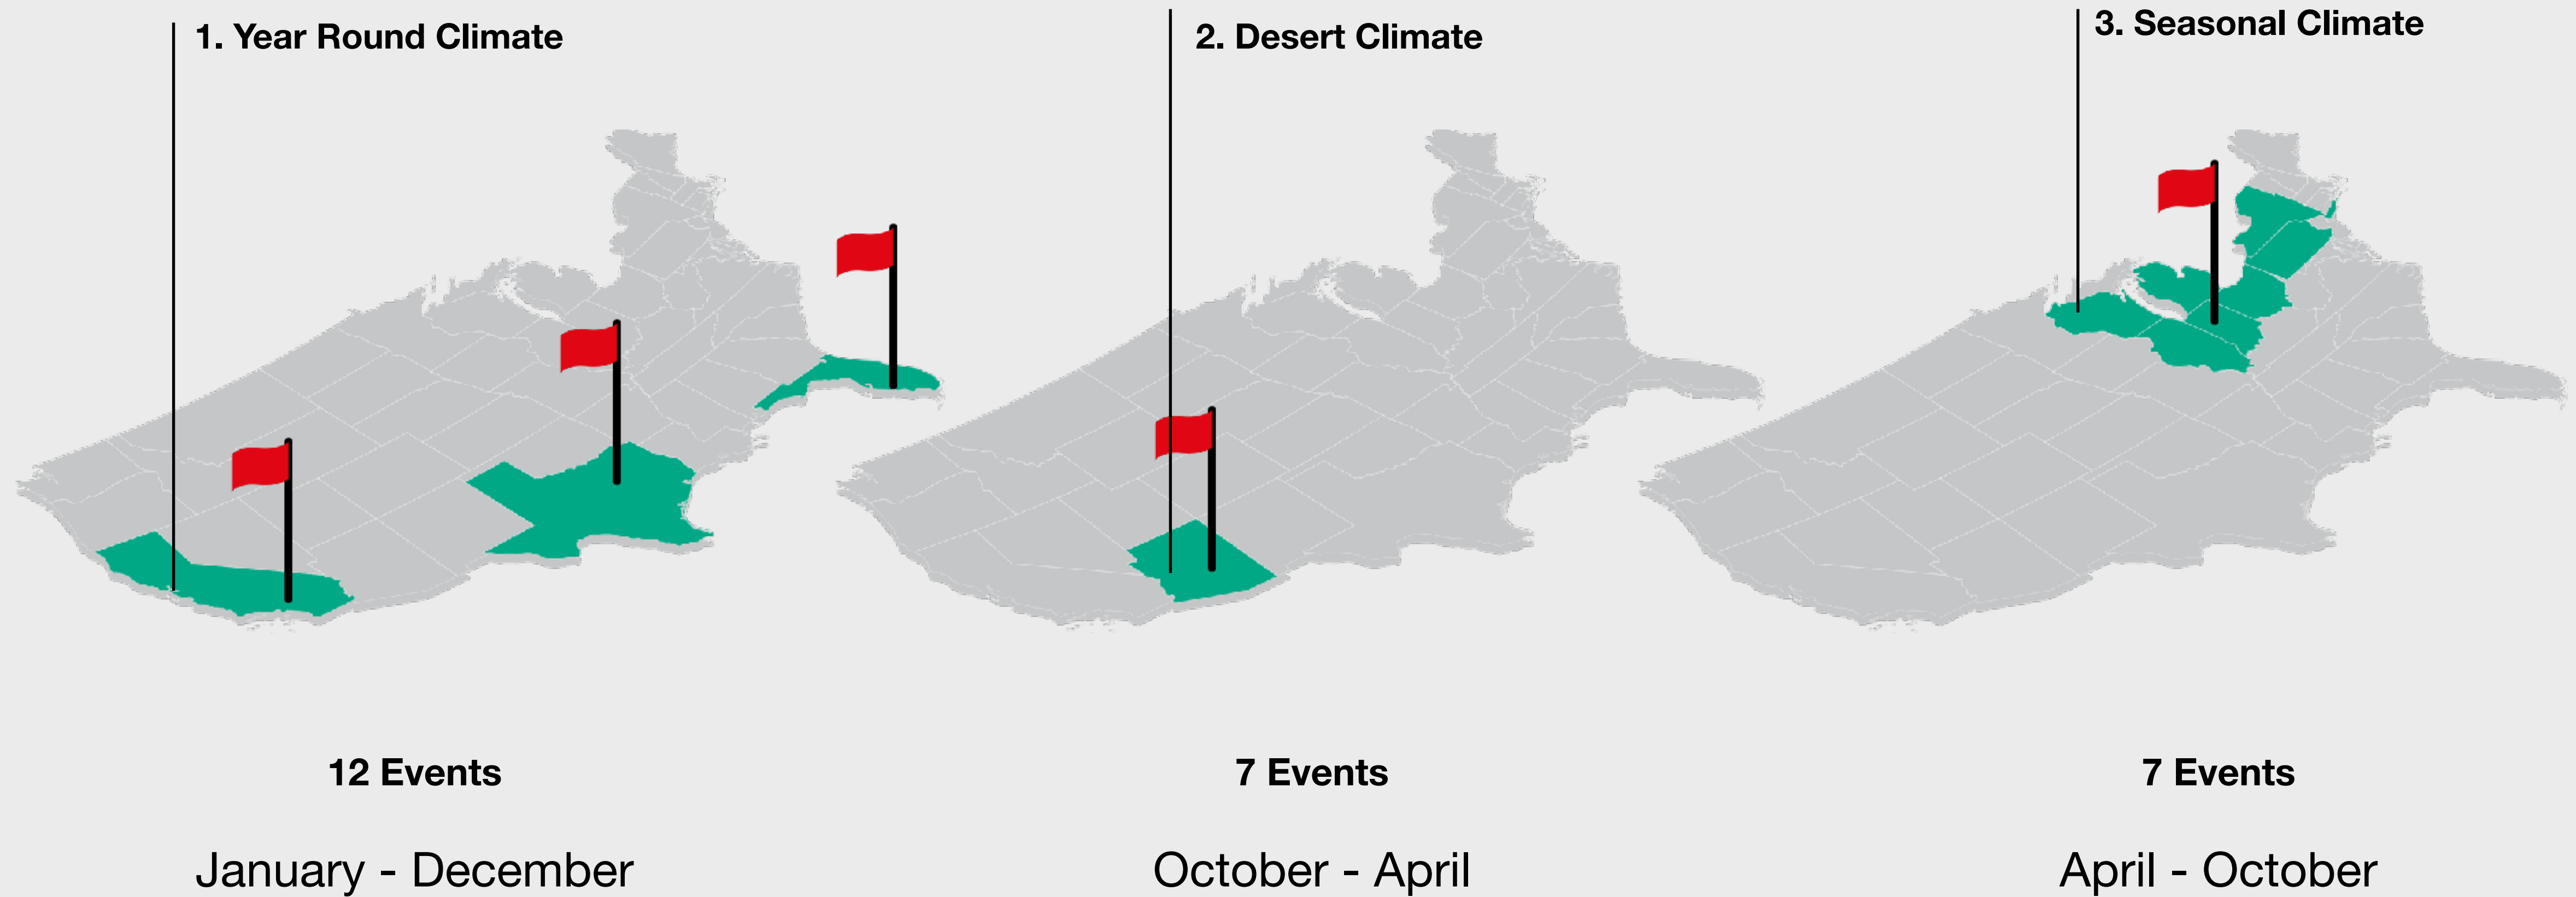 1. Year Round Climate
2. Desert Climate
3. Seasonal Climate
12 Events
7 Events
7 Events
January - December
October - April
April - October